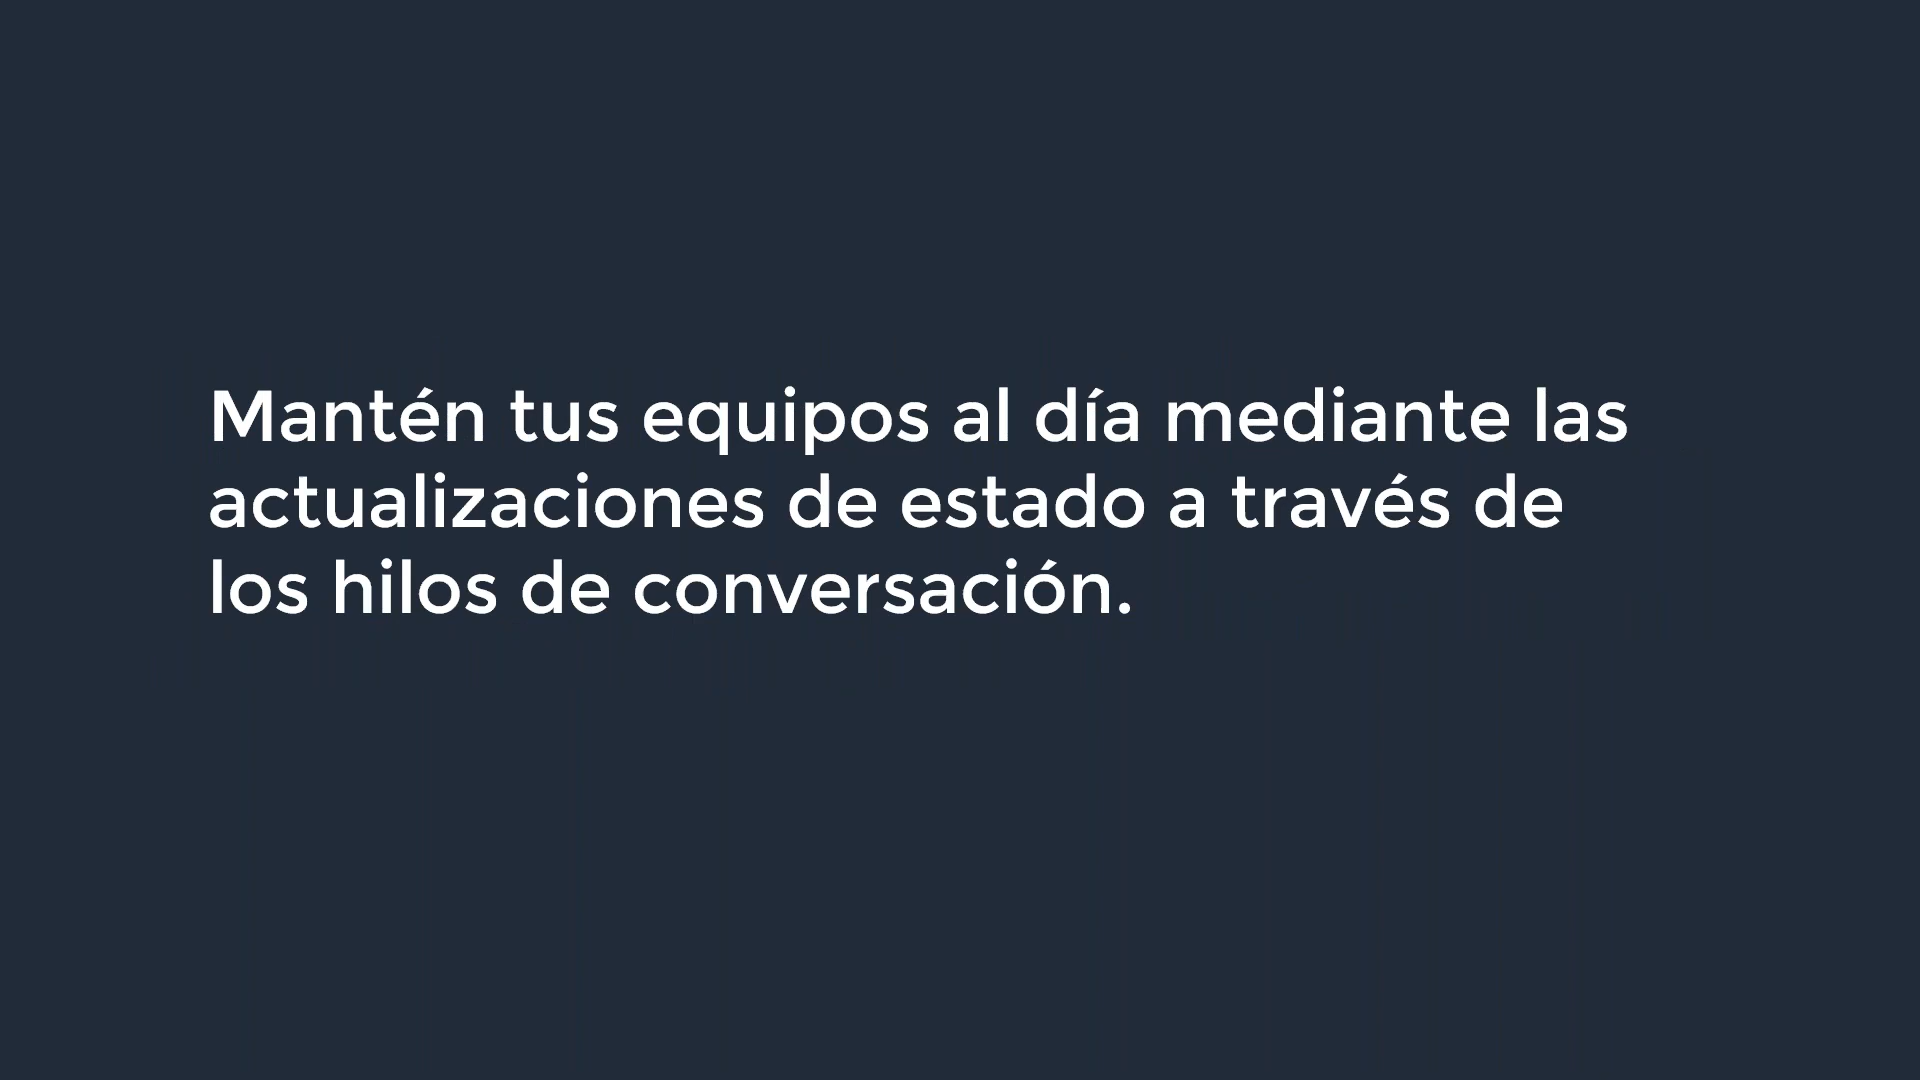 Mantén tus equipos al día mediante las
actualizaciones de estado a través de
los hilos de conversación.